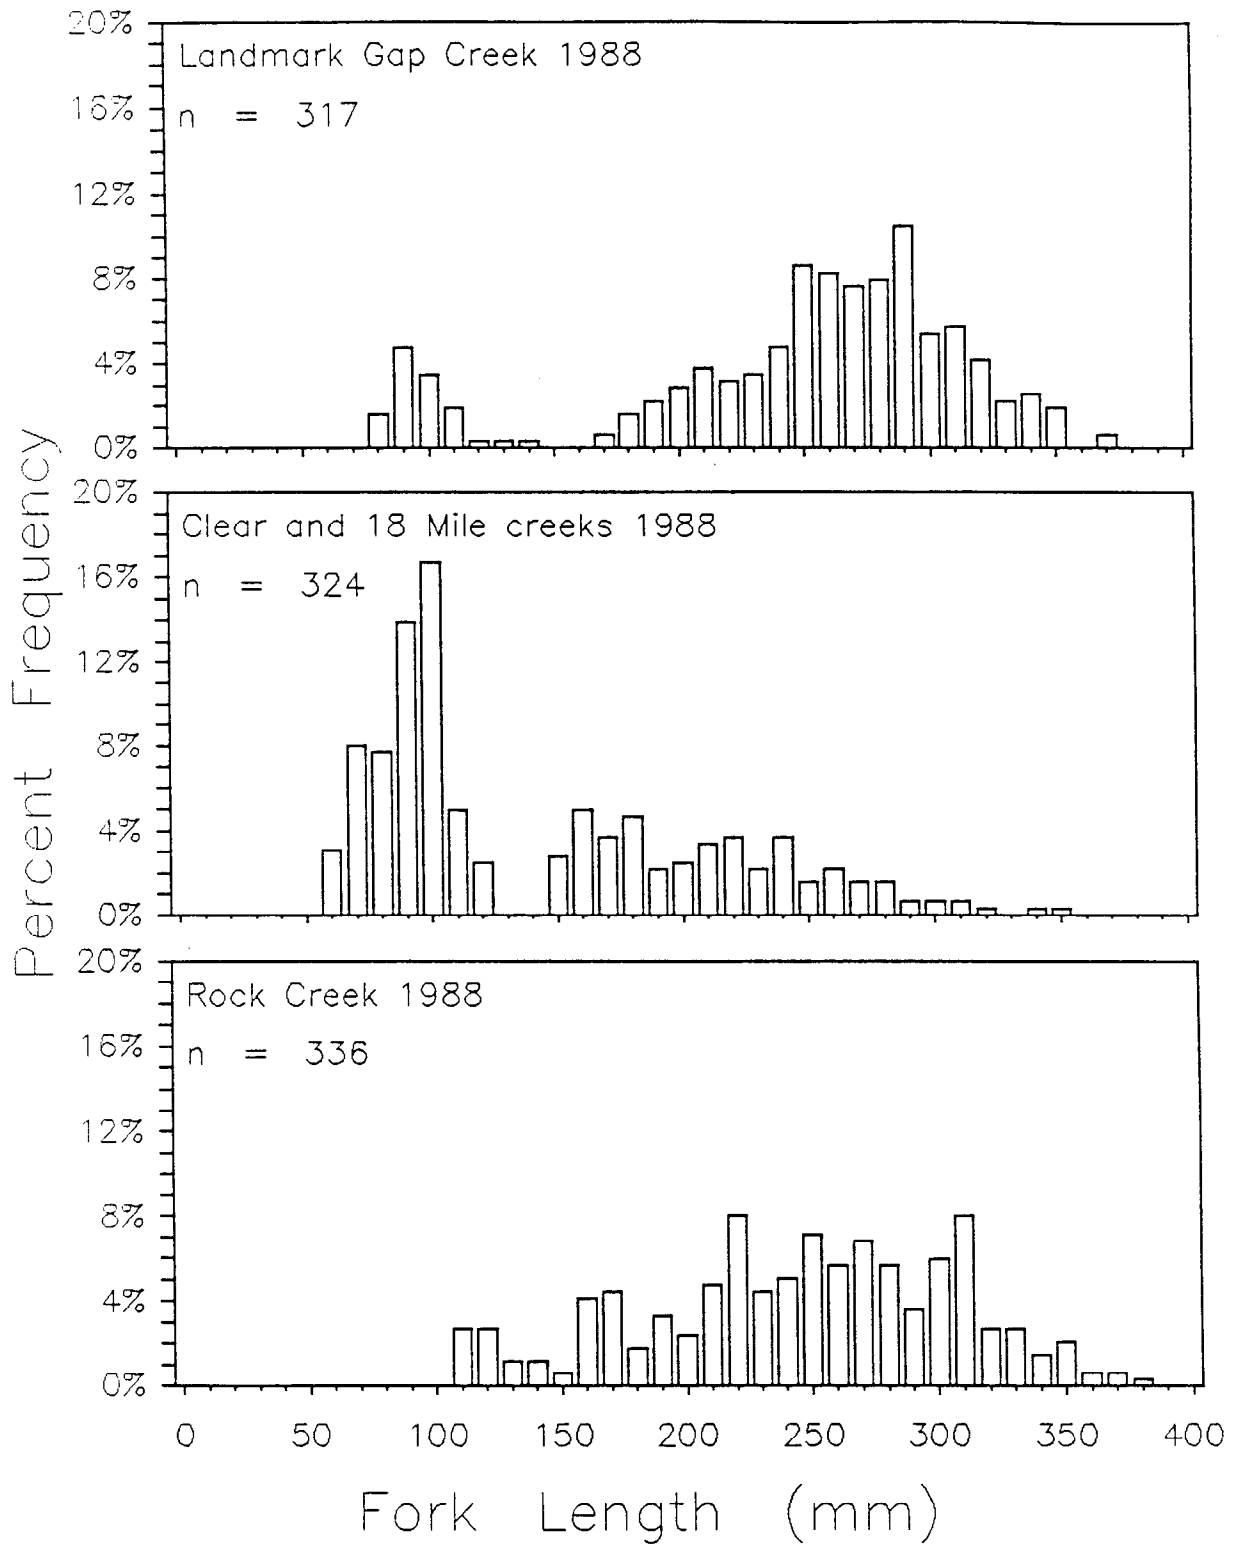 Percent Frequency
20%
Landmark Gap Creek 1988
16%
n = 317
12%
8%
4%
0%
20%
Clear and 18 Mile creeks 1988
16%
n = 324
12%
8%
4%
0%
20%
Rock Creek 1988
16%
n = 336
12%
8%
4%
0%
0 50 100 150 200 250 300 350 400
Fork Length (mm)